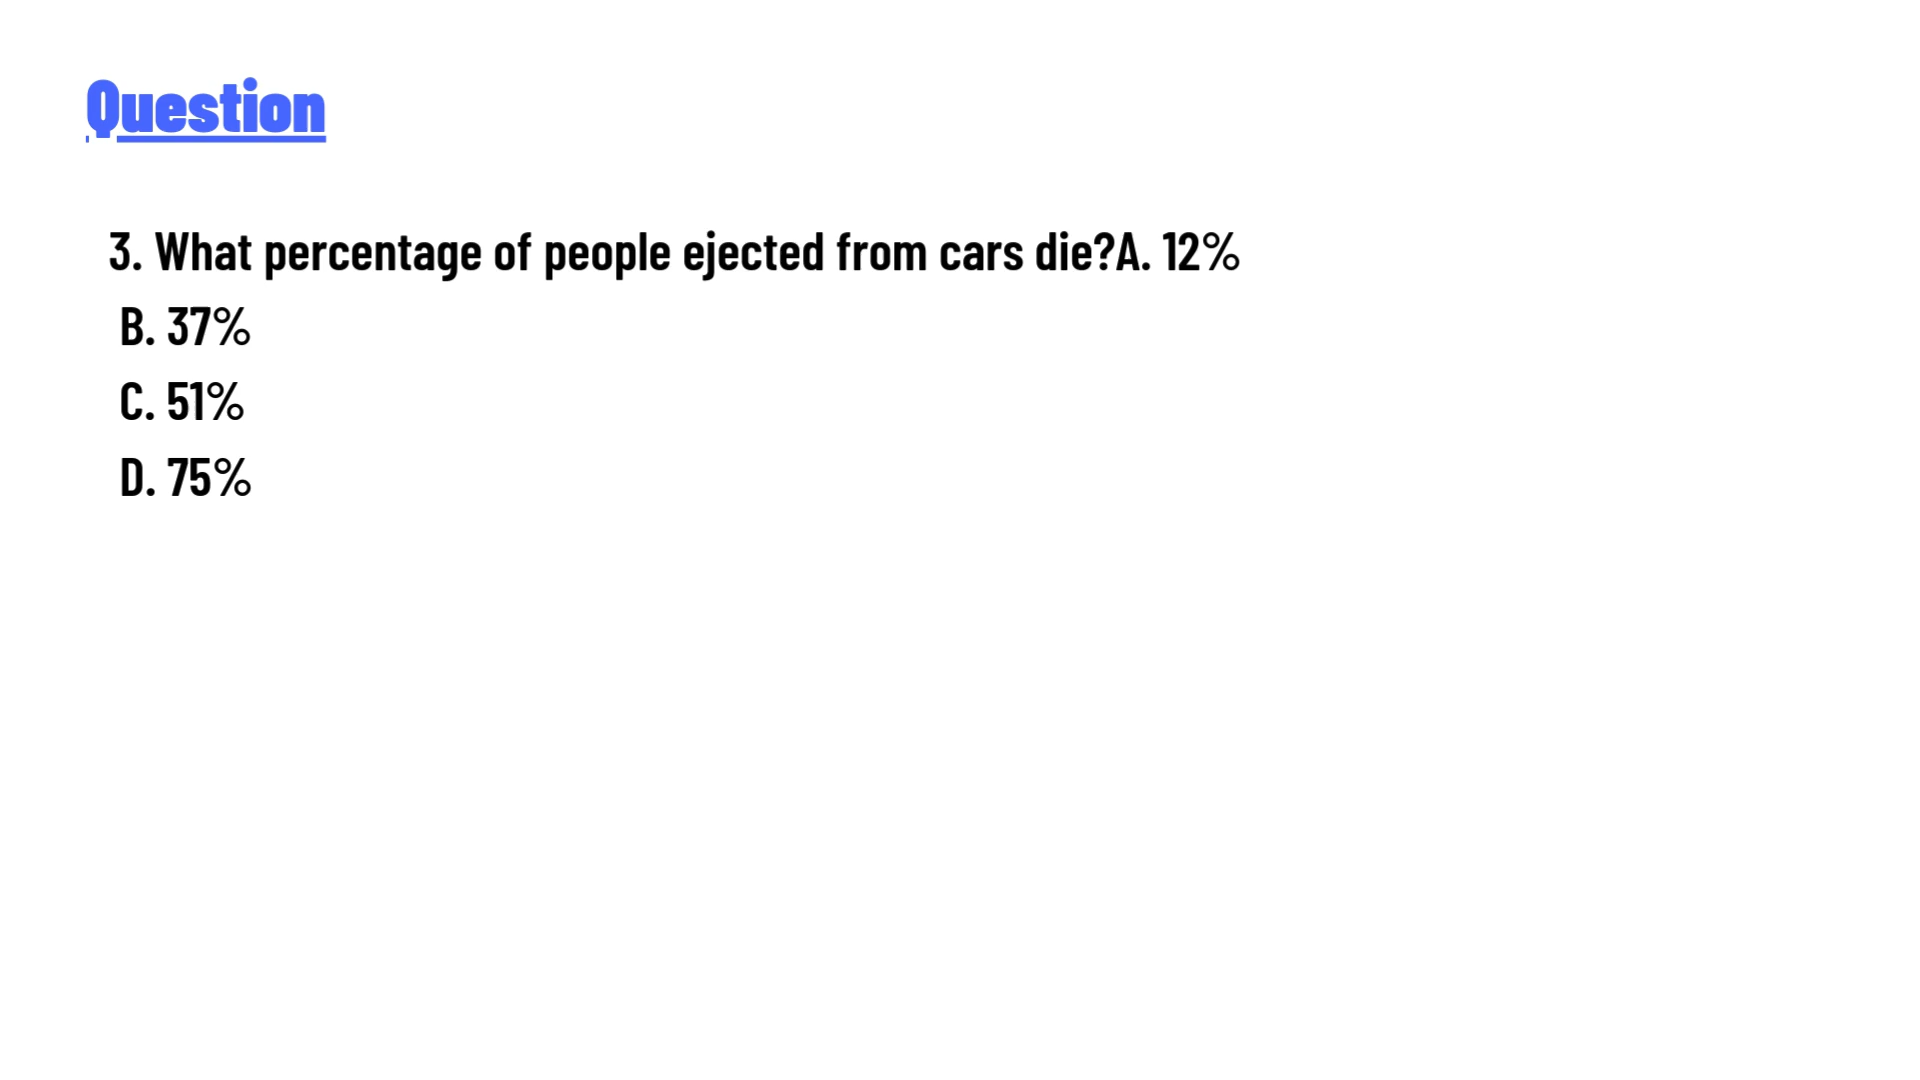 Question
3. What percentage of people ejected from cars die?A. 12%
B. 37%
C. 51%
D. 75%